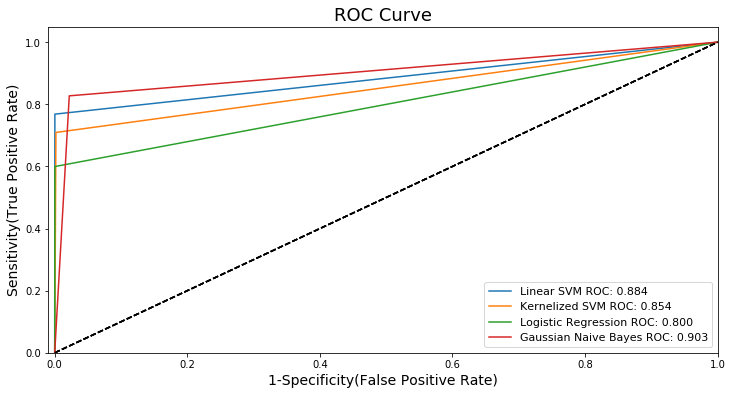 ROC Curve
1.0
0.8
0.6
0.4
0.2
0.0
Sensitivity(True Positive Rate)
Linear SVM ROC: 0.884
Kernelized SVM ROC: 0.854
Logistic Regression ROC: 0.800
Gaussian Naive Bayes ROC: 0.903
0.0 0.2 0.4 0.6 0.8 1.0
1-Specificity(False Positive Rate)